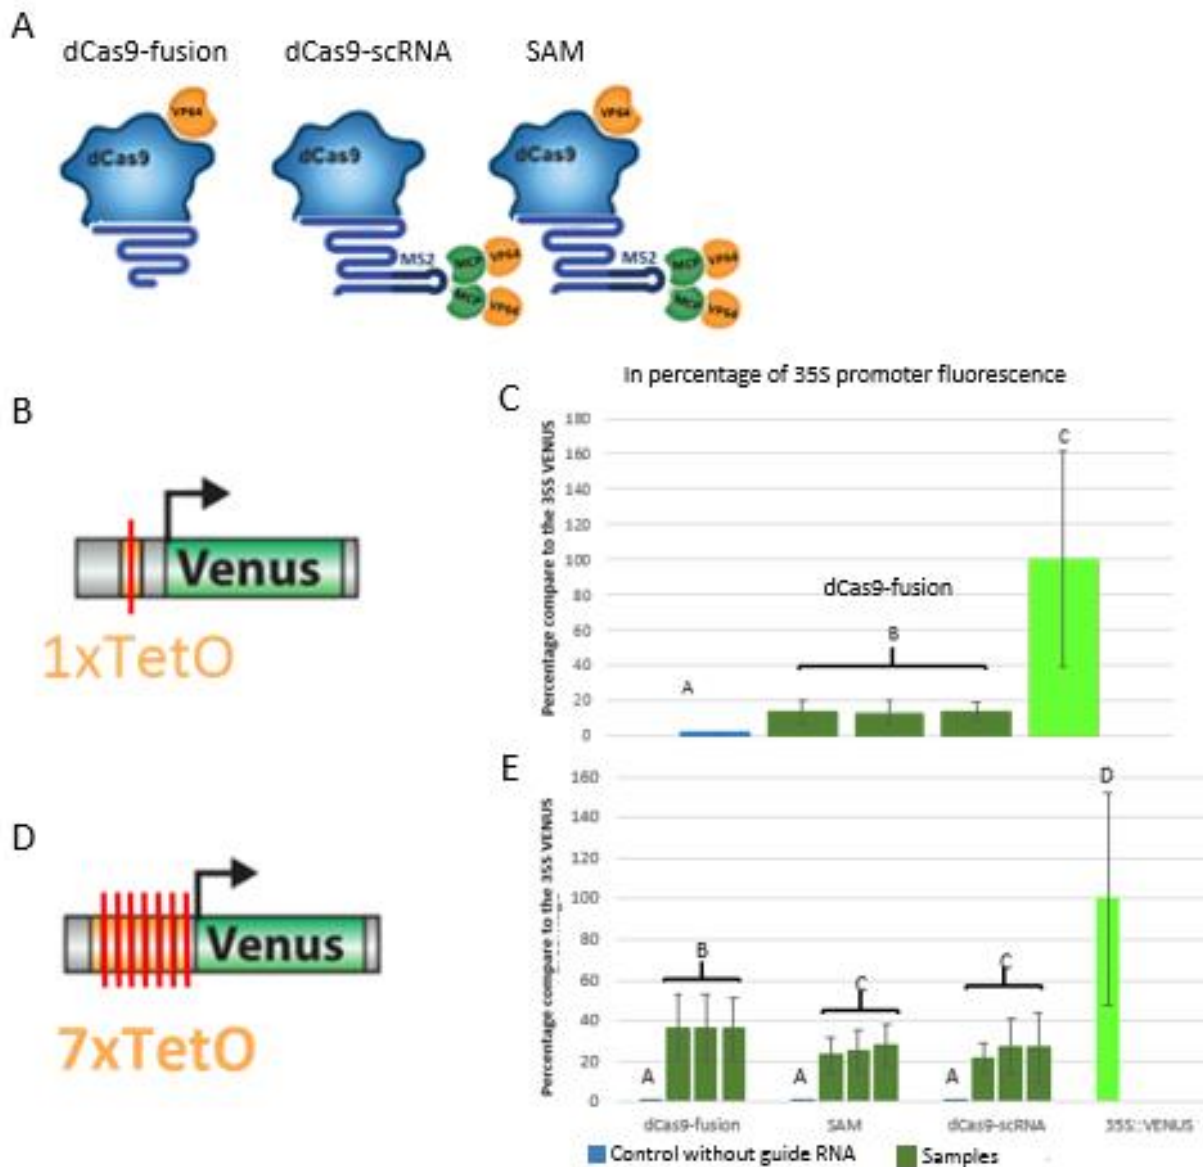 A
dCas9-fusion dCas9-scRNA SAM
VP64
dCas9
dCas9
VP64
dCas9
MS2
MCP VP64
MCP VP64
MS2
MCP VP64
MCP VP64
B
Venus
1xTetO
C
In percentage of 35S promoter fluorescence
Percentage compare to the 35S VENUS
180
160
140
120
100
80
60
40
20
0
A
dCas9-fusion
B
C
D
Venus
7xTetO
E
Percentage compare to the 35S VENUS
160
140
120
100
80
60
40
20
0
A
B
A
C
A
C
D
dCas9-fusion SAM dCas9-scRNA 35S::VENUS
Control without guide RNA Samples